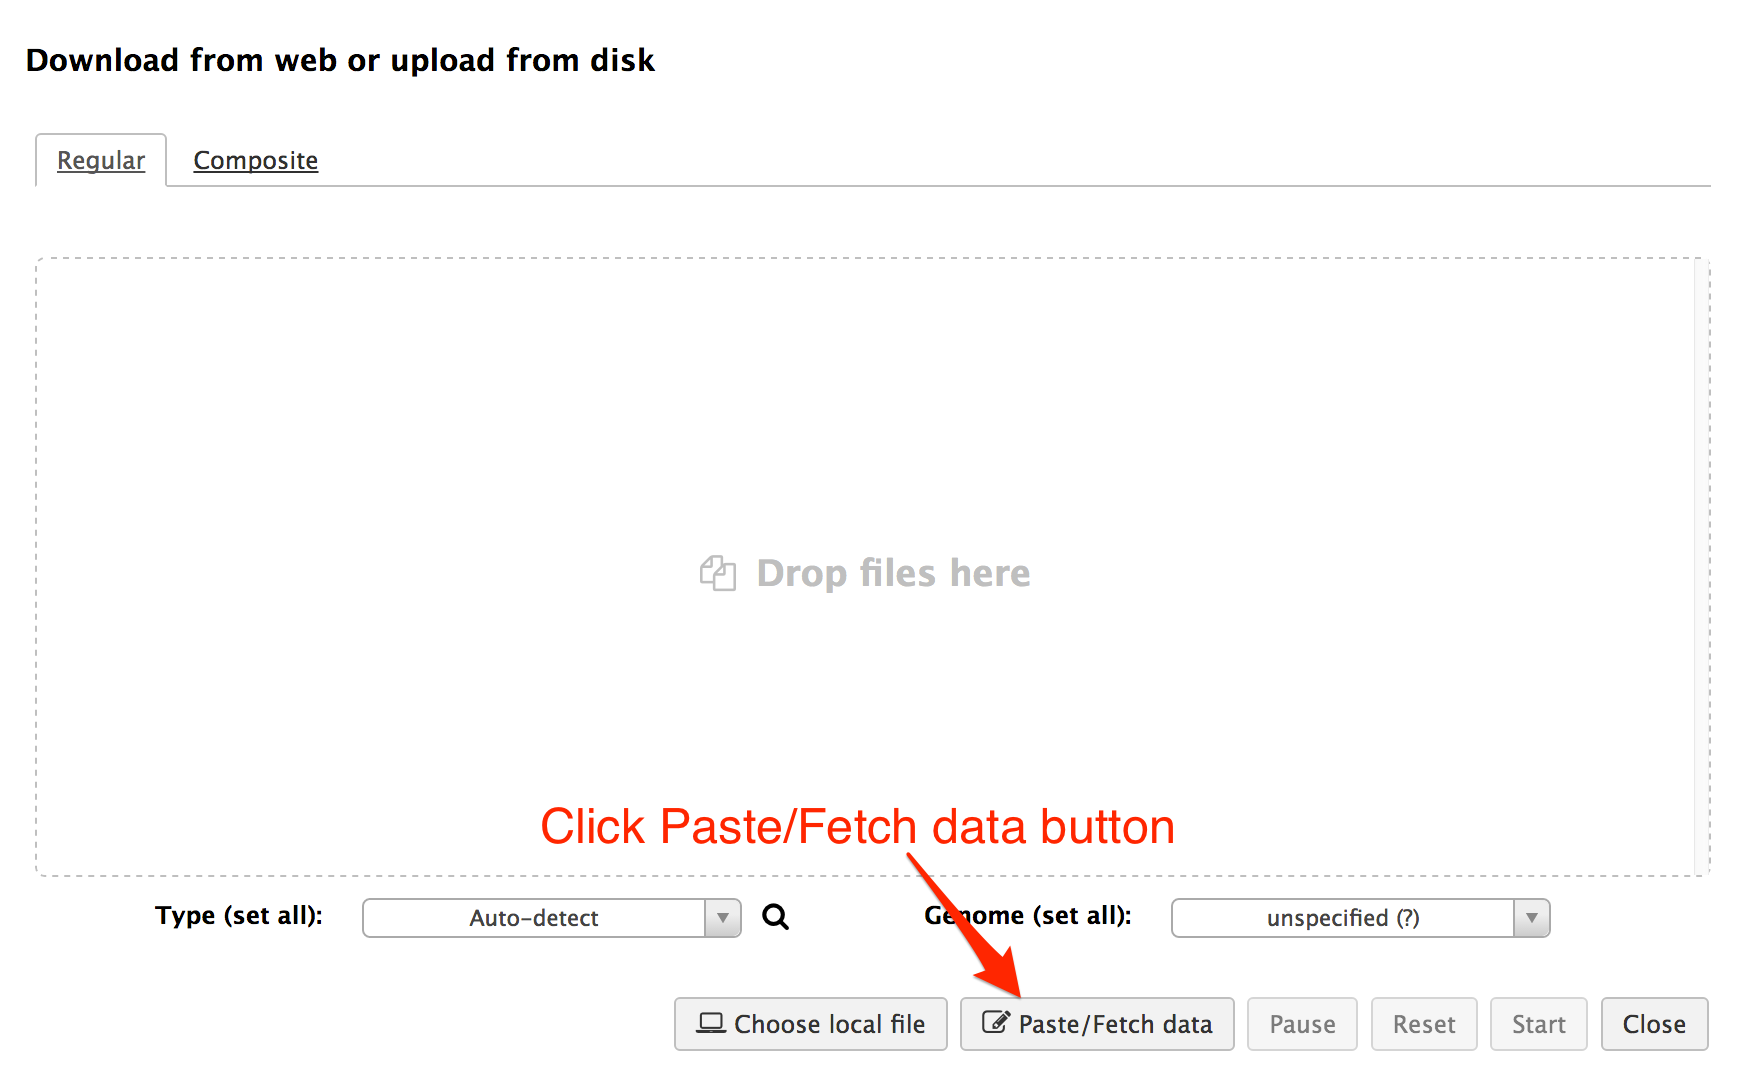 Download from web or upload from disk
Regular Composite
Drop files here
Click Paste/Fetch data button
Type (set all): Auto-detect Genome (set all): unspecified (?)
Choose local file Paste/Fetch data Pause Reset Start Close